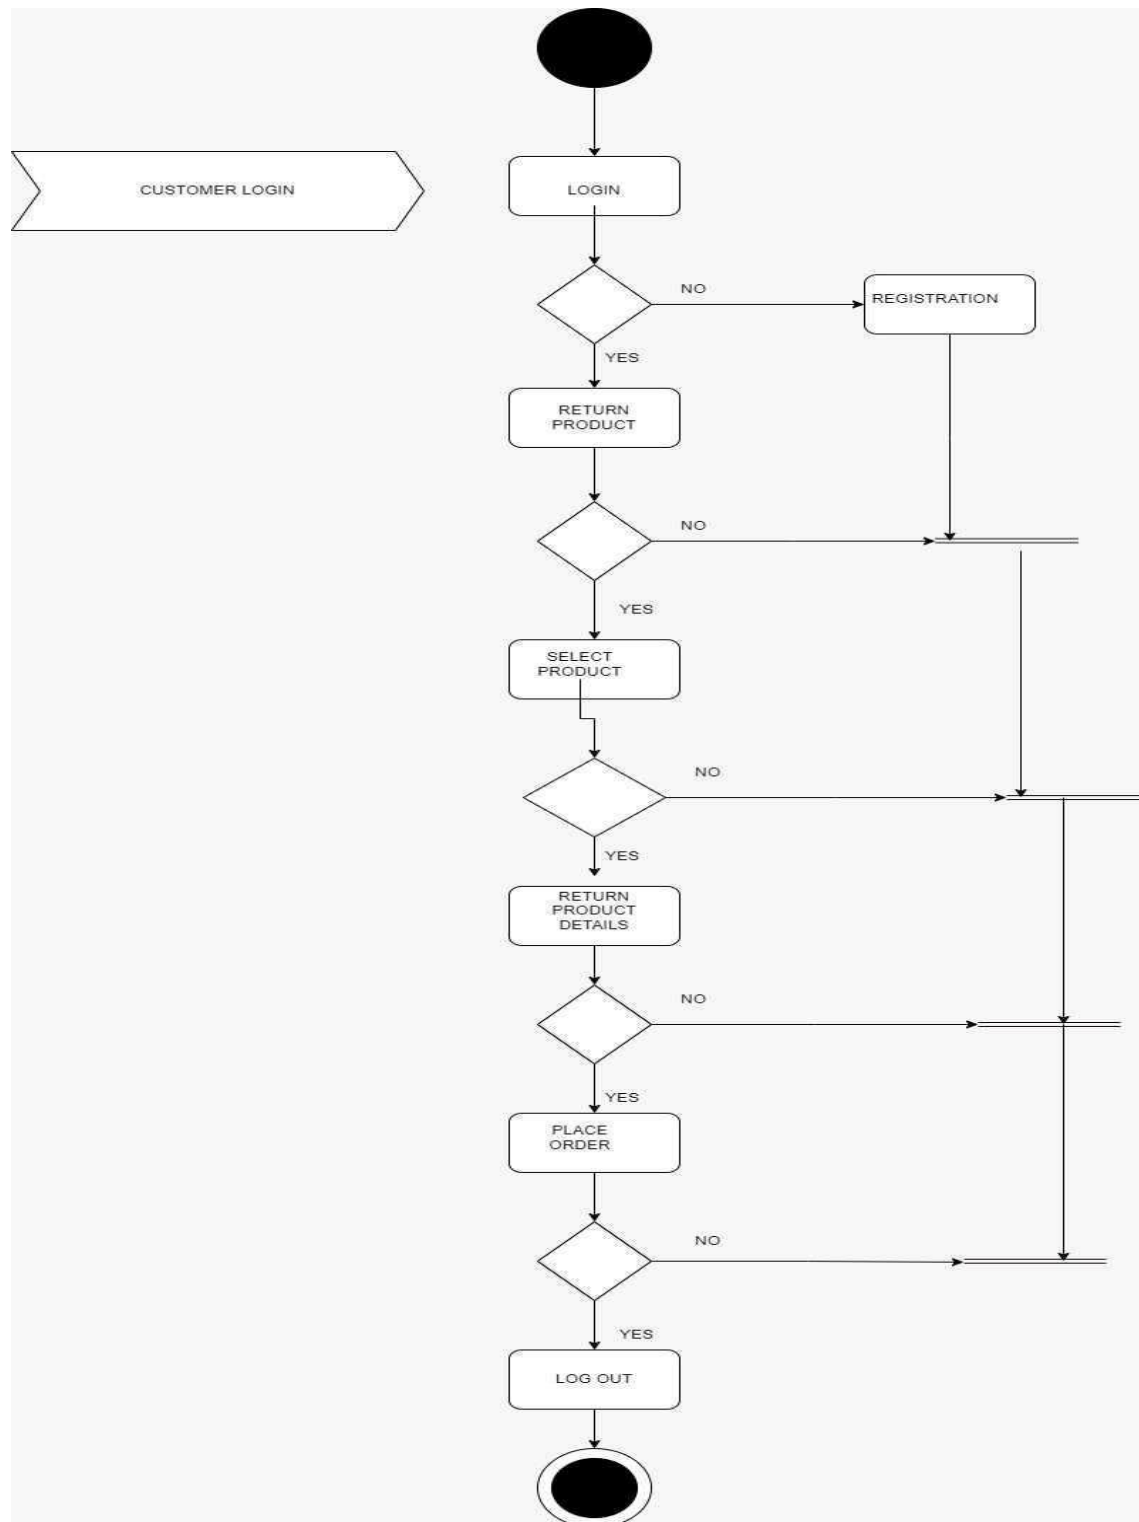 CUSTOMER LOGIN
LOGIN
NO
REGISTRATION
YES
RETURN
PRODUCT
NO
YES
SELECT
PRODUCT
NO
YES
RETURN
PRODUCT
DETAILS
NO
YES
PLACE
ORDER
NO
YES
LOG OUT